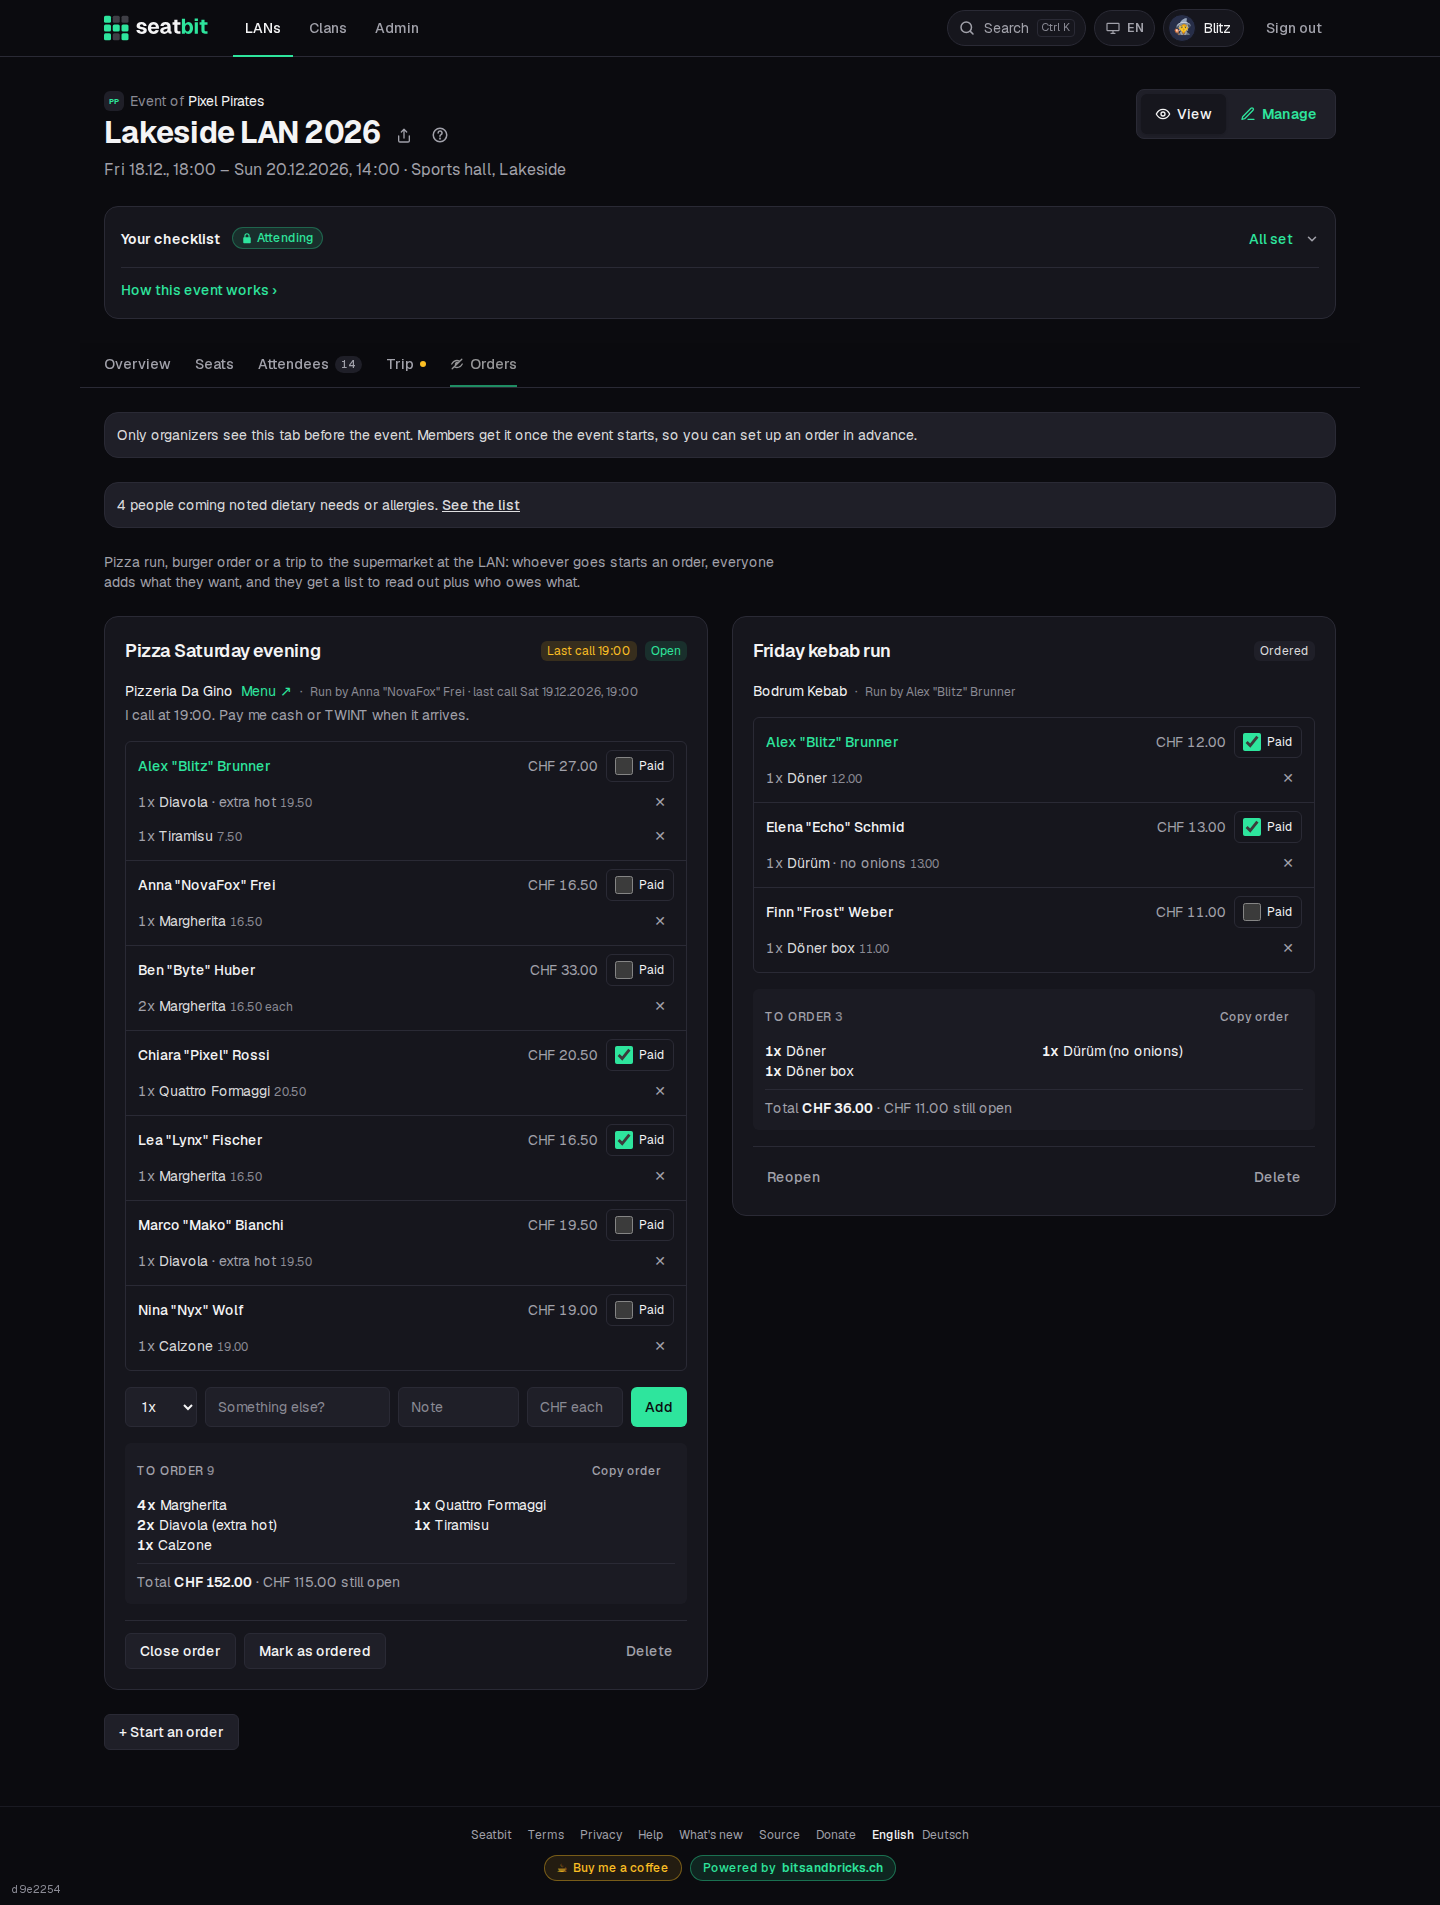 seatbit LANs Clans Admin Search Ctrl K EN Blitz Sign out
PP Event of Pixel Pirates
Lakeside LAN 2026
View Manage
Fri 18.12., 18:00 – Sun 20.12.2026, 14:00 · Sports hall, Lakeside
Your checklist Attending All set
How this event works ›
Overview Seats Attendees 14 Trip Orders
Only organizers see this tab before the event. Members get it once the event starts, so you can set up an order in advance.
4 people coming noted dietary needs or allergies. See the list
Pizza run, burger order or a trip to the supermarket at the LAN: whoever goes starts an order, everyone
adds what they want, and they get a list to read out plus who owes what.
Pizza Saturday evening Last call 19:00 Open
Pizzeria Da Gino Menu ↗ · Run by Anna "NovaFox" Frei · last call Sat 19.12.2026, 19:00
I call at 19:00. Pay me cash or TWINT when it arrives.
Alex "Blitz" Brunner CHF 27.00 Paid
1x Diavola · extra hot 19.50 ✕
1x Tiramisu 7.50 ✕
Anna "NovaFox" Frei CHF 16.50 Paid
1x Margherita 16.50 ✕
Ben "Byte" Huber CHF 33.00 Paid
2x Margherita 16.50 each ✕
Chiara "Pixel" Rossi CHF 20.50 Paid
1x Quattro Formaggi 20.50 ✕
Lea "Lynx" Fischer CHF 16.50 Paid
1x Margherita 16.50 ✕
Marco "Mako" Bianchi CHF 19.50 Paid
1x Diavola · extra hot 19.50 ✕
Nina "Nyx" Wolf CHF 19.00 Paid
1x Calzone 19.00 ✕
1x Something else? Note CHF each Add
TO ORDER 9 Copy order
4x Margherita 1x Quattro Formaggi
2x Diavola (extra hot) 1x Tiramisu
1x Calzone
Total CHF 152.00 · CHF 115.00 still open
Close order Mark as ordered Delete
Friday kebab run Ordered
Bodrum Kebab · Run by Alex "Blitz" Brunner
Alex "Blitz" Brunner CHF 12.00 Paid
1x Döner 12.00 ✕
Elena "Echo" Schmid CHF 13.00 Paid
1x Dürüm · no onions 13.00 ✕
Finn "Frost" Weber CHF 11.00 Paid
1x Döner box 11.00 ✕
TO ORDER 3 Copy order
1x Döner 1x Dürüm (no onions)
1x Döner box
Total CHF 36.00 · CHF 11.00 still open
Reopen Delete
+ Start an order
Seatbit Terms Privacy Help What's new Source Donate English Deutsch
Buy me a coffee Powered by bitsandbricks.ch
d9e2254